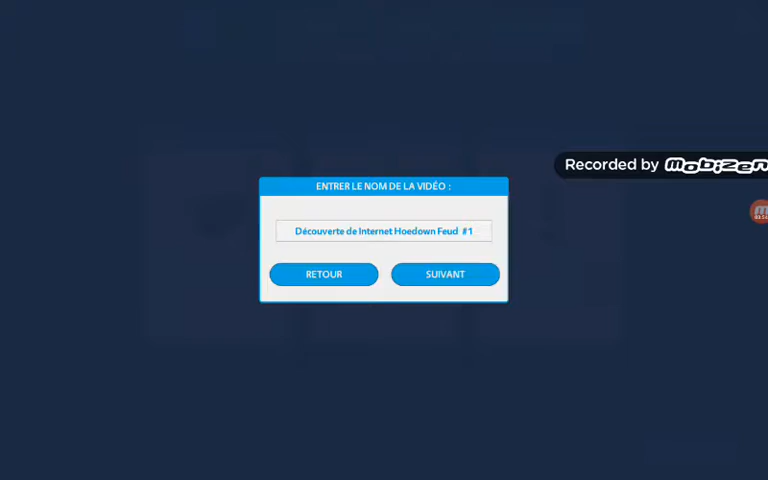 Recorded by mobizen
ENTRER LE NOM DE LA VIDÉO :
Découverte de Internet Hoedown Feud #1
RETOUR
SUIVANT